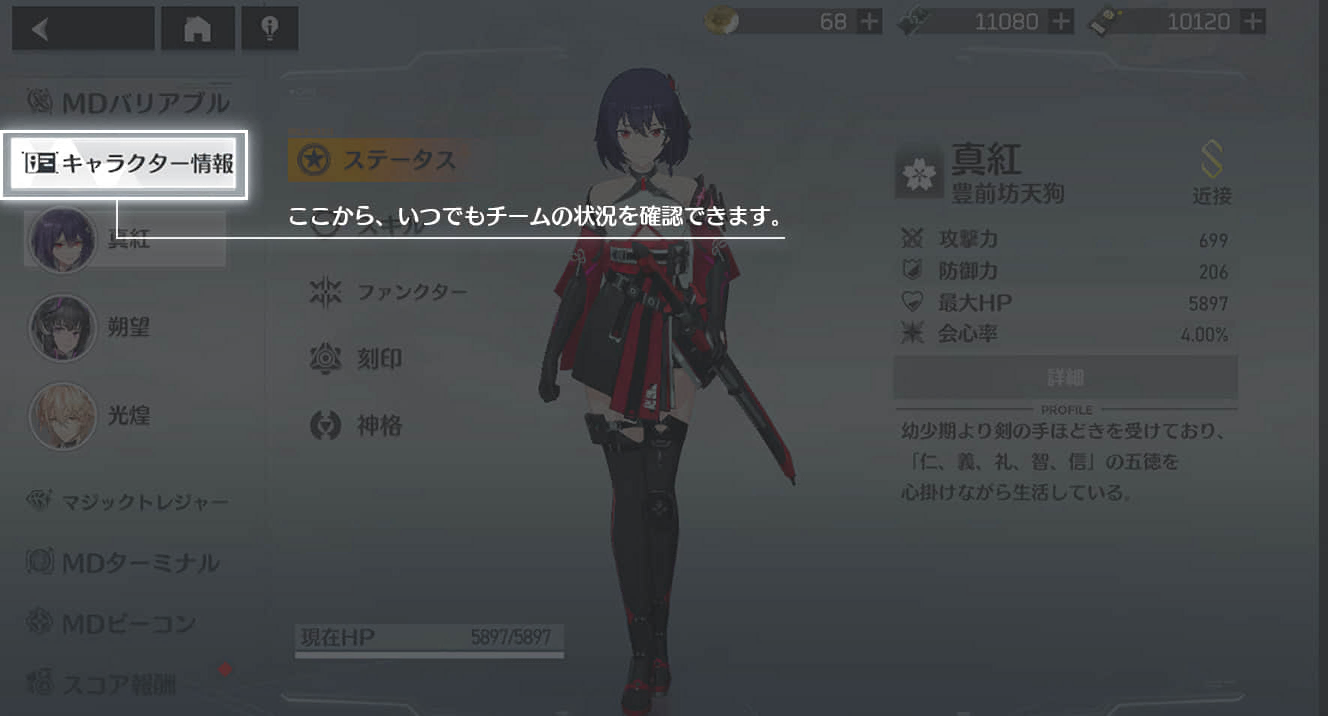 68
11080
10120
MDバリアブル
キャラクター情報
真紅
朔望
光煌
マジックトレジャー
MDターミナル
MDビーコン
スコア報酬
ステータス
ここから、いつでもチームの状況を確認できます。
スキル
ファンクター
刻印
神格
現在HP 5897/5897
真紅
豊前坊天狗
近接
攻撃力 699
防御力 206
最大HP 5897
会心率 4.00%
詳細
PROFILE
幼少期より剣の手ほどきを受けており、
「仁、義、礼、智、信」の五徳を
心掛けながら生活している。